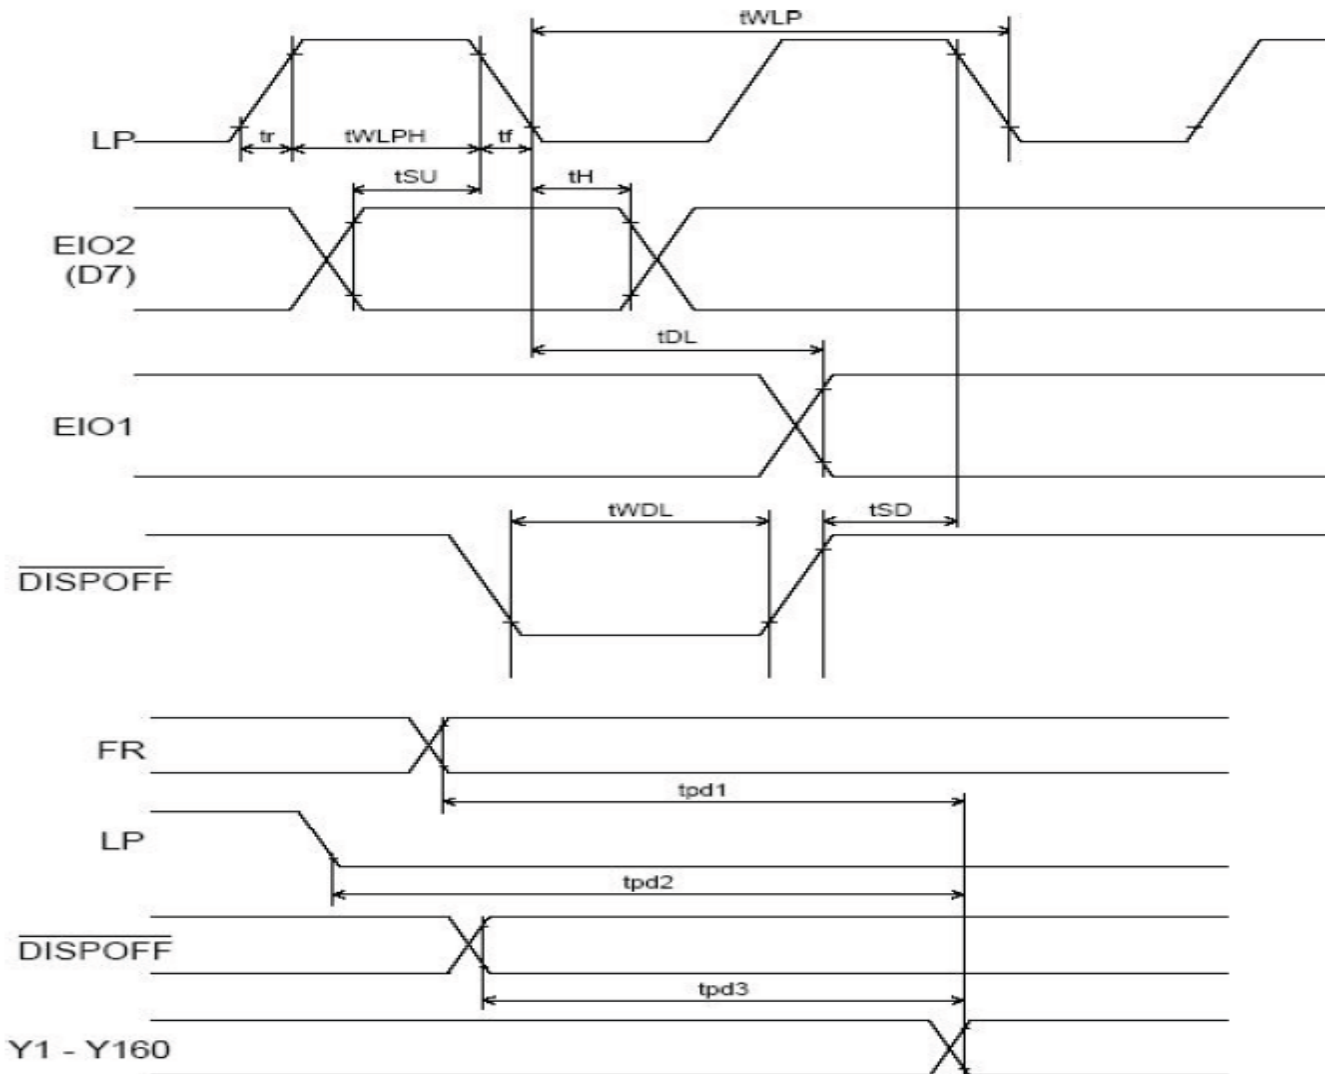 tWLP
LP
tr
tWLPH
tf
tSU
tH
EIO2
(D7)
tDL
EIO1
tWDL
tSD
DISPOFF
FR
tpd1
LP
tpd2
DISPOFF
tpd3
Y1 - Y160